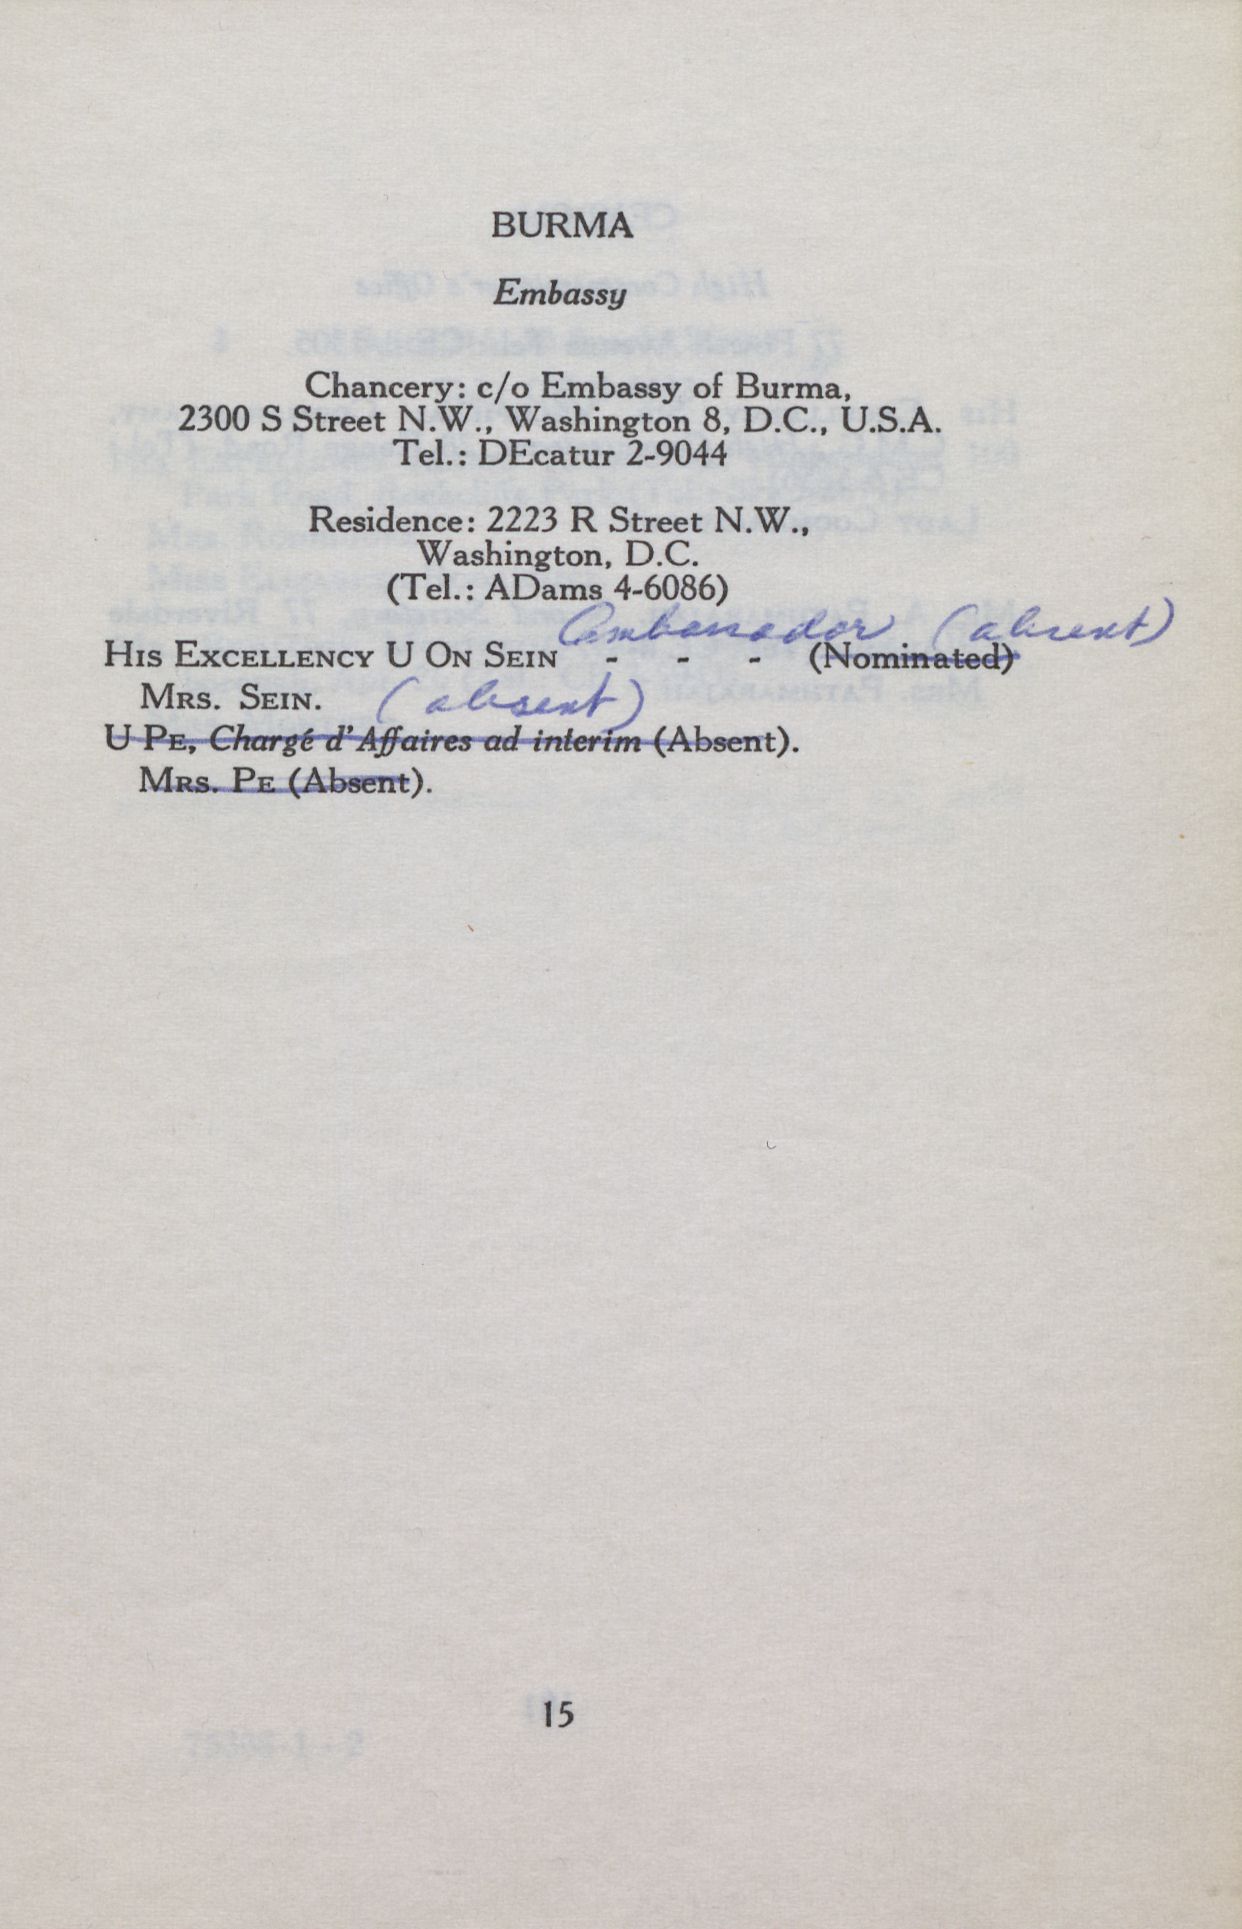 BURMA
Embassy
Chancery: c/o Embassy of Burma,
2300 S Street N.W., Washington 8, D.C., U.S.A.
Tel.: DEcatur 2-9044
Residence: 2223 R Street N.W.,
Washington, D.C.
(Tel.: ADams 4-6086)
Ambassador (absent)
HIS EXCELLENCY U ON SEIN - - - (Nominated)
MRS. SEIN. (absent)
U PE, Chargé d'Affaires ad interim (Absent).
MRS. PE (Absent).
15